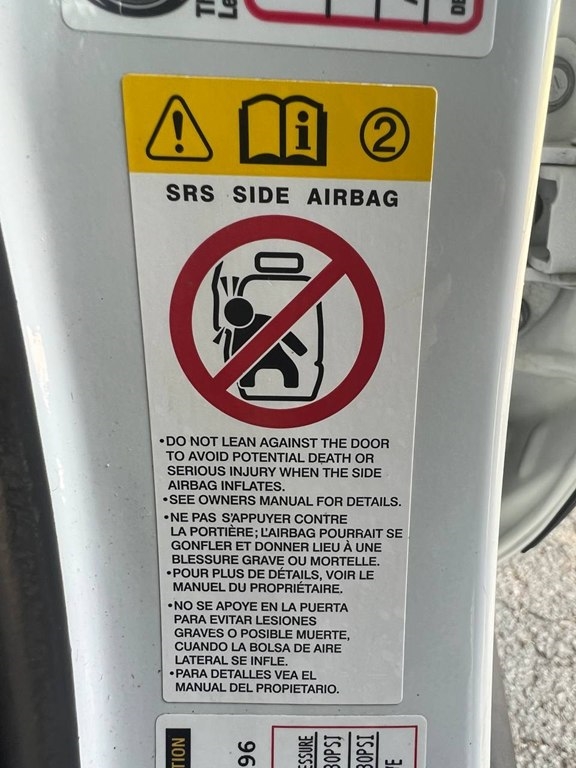 2
SRS SIDE AIRBAG
•DO NOT LEAN AGAINST THE DOOR
TO AVOID POTENTIAL DEATH OR
SERIOUS INJURY WHEN THE SIDE
AIRBAG INFLATES.
•SEE OWNERS MANUAL FOR DETAILS.
•NE PAS S'APPUYER CONTRE
LA PORTIÈRE; L'AIRBAG POURRAIT SE
GONFLER ET DONNER LIEU À UNE
BLESSURE GRAVE OU MORTELLE.
•POUR PLUS DE DÉTAILS, VOIR LE
MANUEL DU PROPRIÉTAIRE.
•NO SE APOYE EN LA PUERTA
PARA EVITAR LESIONES
GRAVES O POSIBLE MUERTE,
CUANDO LA BOLSA DE AIRE
LATERAL SE INFLE.
•PARA DETALLES VEA EL
MANUAL DEL PROPIETARIO.
96
30PSI